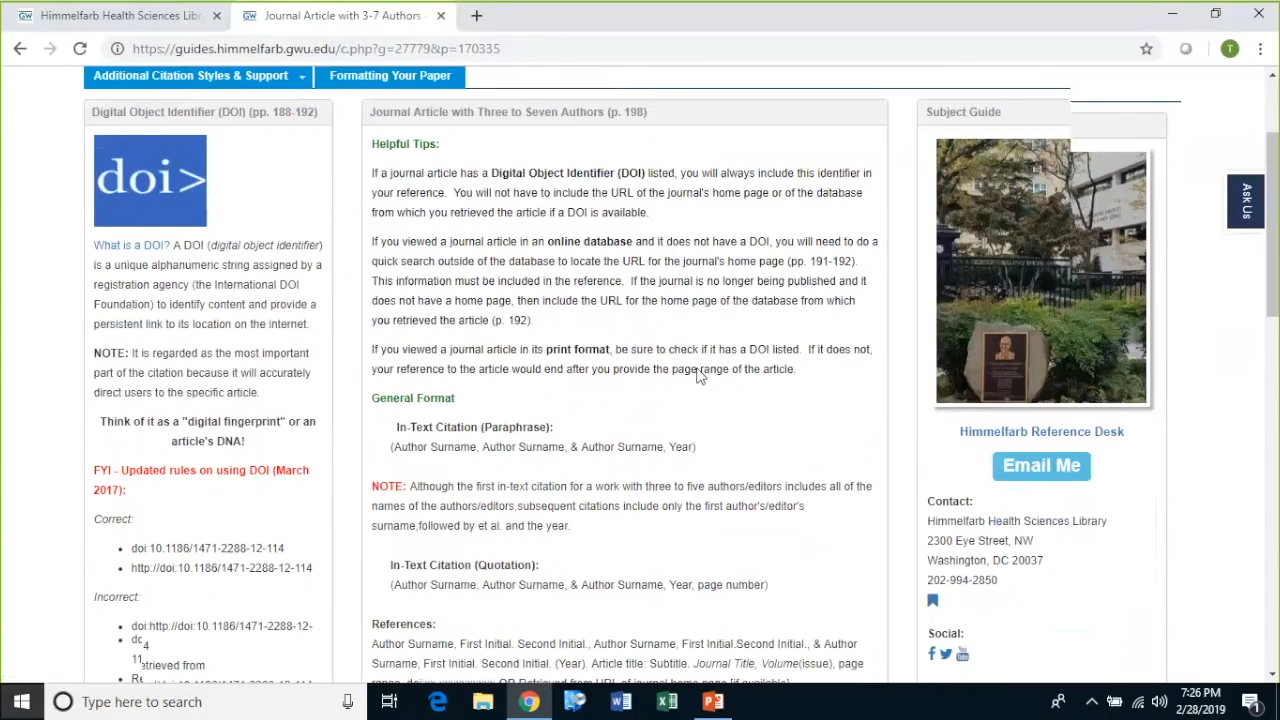 Himmelfarb Health Sciences Libr
Journal Article with 3-7 Authors -
https://guides.himmelfarb.gwu.edu/c.php?g=27779&p=170335
T
Additional Citation Styles & Support
Formatting Your Paper
Digital Object Identifier (DOI) (pp. 188-192)
doi>
What is a DOI? A DOI (digital object identifier)
is a unique alphanumeric string assigned by a
registration agency (the International DOI
Foundation) to identify content and provide a
persistent link to its location on the internet.
NOTE: It is regarded as the most important
part of the citation because it will accurately
direct users to the specific article.
Think of it as a "digital fingerprint" or an
article's DNA!
FYI - Updated rules on using DOI (March
2017):
Correct:
• doi:10.1186/1471-2288-12-114
• http://doi:10.1186/1471-2288-12-114
Incorrect:
• doi:http://doi:10.1186/1471-2288-12-
Journal Article with Three to Seven Authors (p. 198)
Helpful Tips:
If a journal article has a Digital Object Identifier (DOI) listed, you will always include this identifier in
your reference. You will not have to include the URL of the journal's home page or of the database
from which you retrieved the article if a DOI is available.
If you viewed a journal article in an online database and it does not have a DOI, you will need to do a
quick search outside of the database to locate the URL for the journal's home page (pp. 191-192).
This information must be included in the reference. If the journal is no longer being published and it
does not have a home page, then include the URL for the home page of the database from which
you retrieved the article (p. 192).
If you viewed a journal article in its print format, be sure to check if it has a DOI listed. If it does not,
your reference to the article would end after you provide the page range of the article.
General Format
In-Text Citation (Paraphrase):
(Author Surname, Author Surname, & Author Surname, Year)
NOTE: Although the first in-text citation for a work with three to five authors/editors includes all of the
names of the authors/editors,subsequent citations include only the first author's/editor's
surname,followed by et al. and the year.
In-Text Citation (Quotation):
(Author Surname, Author Surname, & Author Surname, Year, page number)
References:
Author Surname, First Initial. Second Initial., Author Surname, First Initial.Second Initial., & Author
Surname, First Initial. Second Initial. (Year). Article title: Subtitle. Journal Title, Volume(issue), page
Subject Guide
Himmelfarb Reference Desk
Email Me
Contact:
Himmelfarb Health Sciences Library
2300 Eye Street, NW
Washington, DC 20037
202-994-2850
Social:
Ask Us
Type here to search
7:26 PM
2/28/2019
1